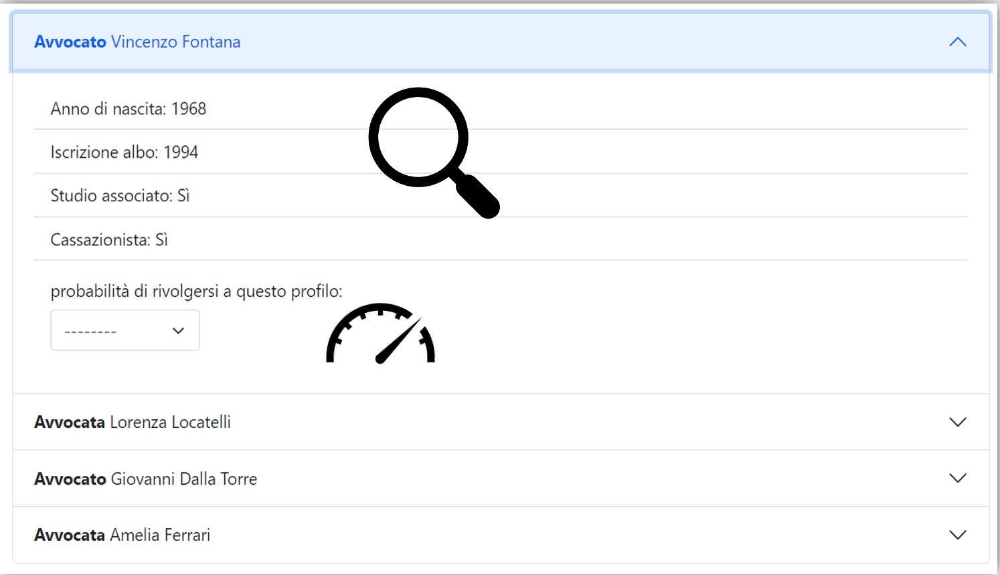 Avvocato Vincenzo Fontana
Anno di nascita: 1968
Iscrizione albo: 1994
Studio associato: Sì
Cassazionista: Sì
probabilità di rivolgersi a questo profilo:
--------
Avvocata Lorenza Locatelli
Avvocato Giovanni Dalla Torre
Avvocata Amelia Ferrari